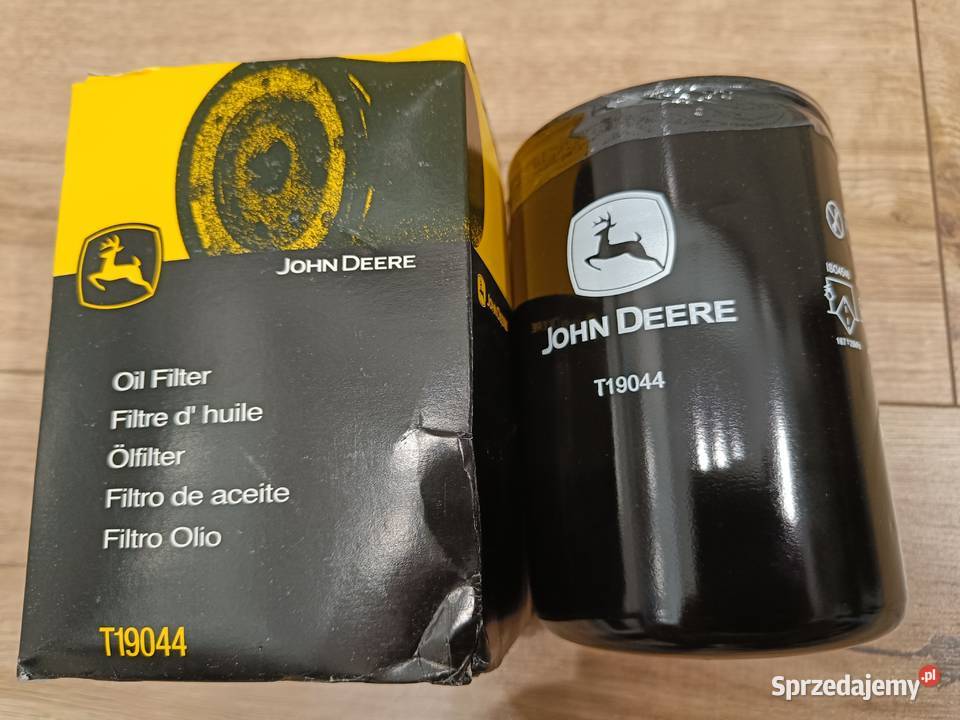 JOHN DEERE
Oil Filter
Filtre d' huile
Ölfilter
Filtro de aceite
Filtro Olio
T19044
JOHN DEERE
T19044
Sprzedajemy.pl